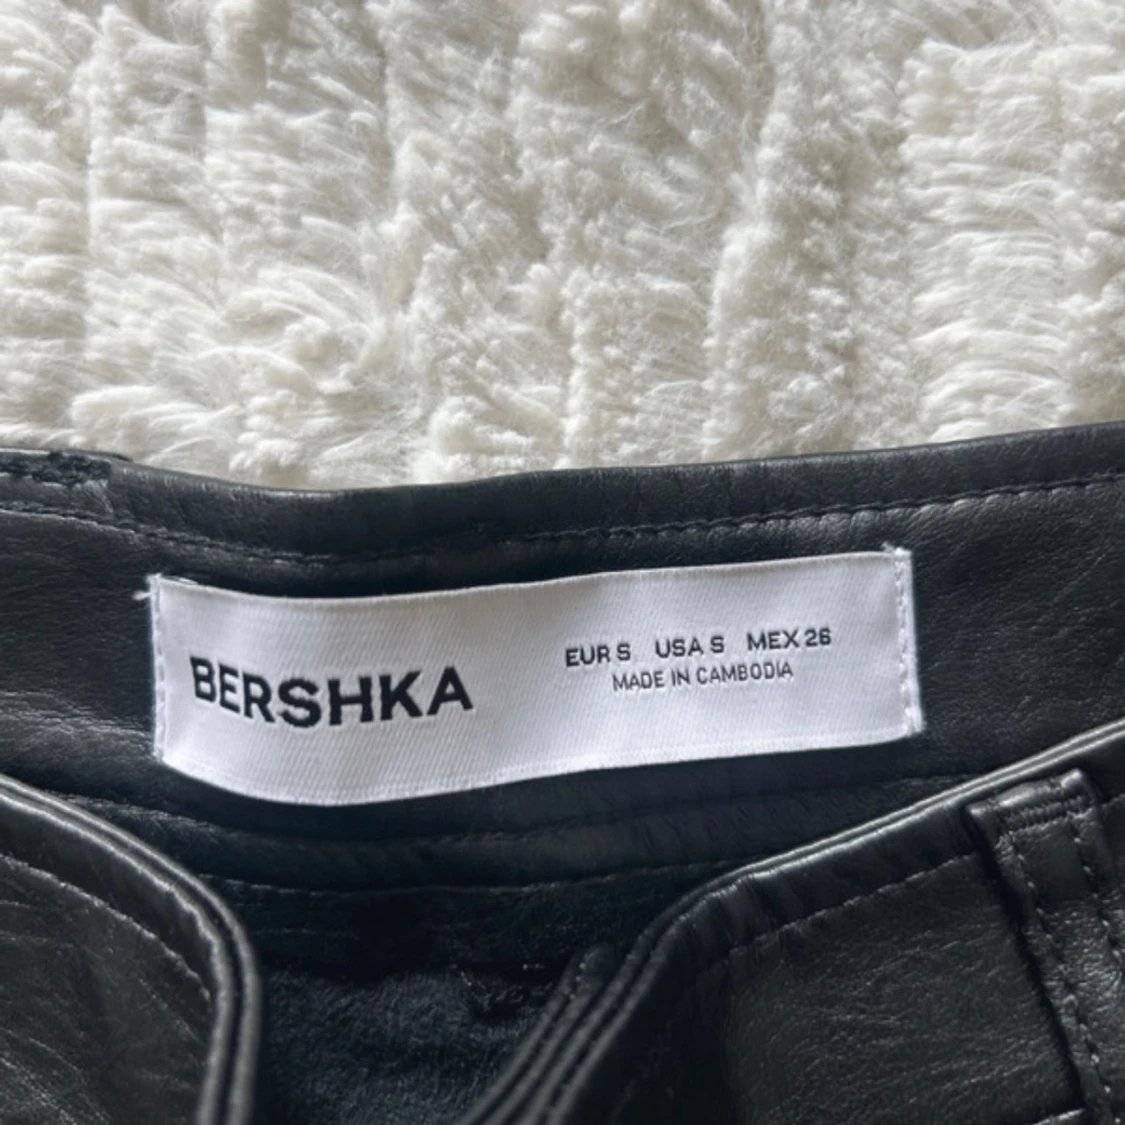 BERSHKA
EUR S USA S MEX 26
MADE IN CAMBODIA